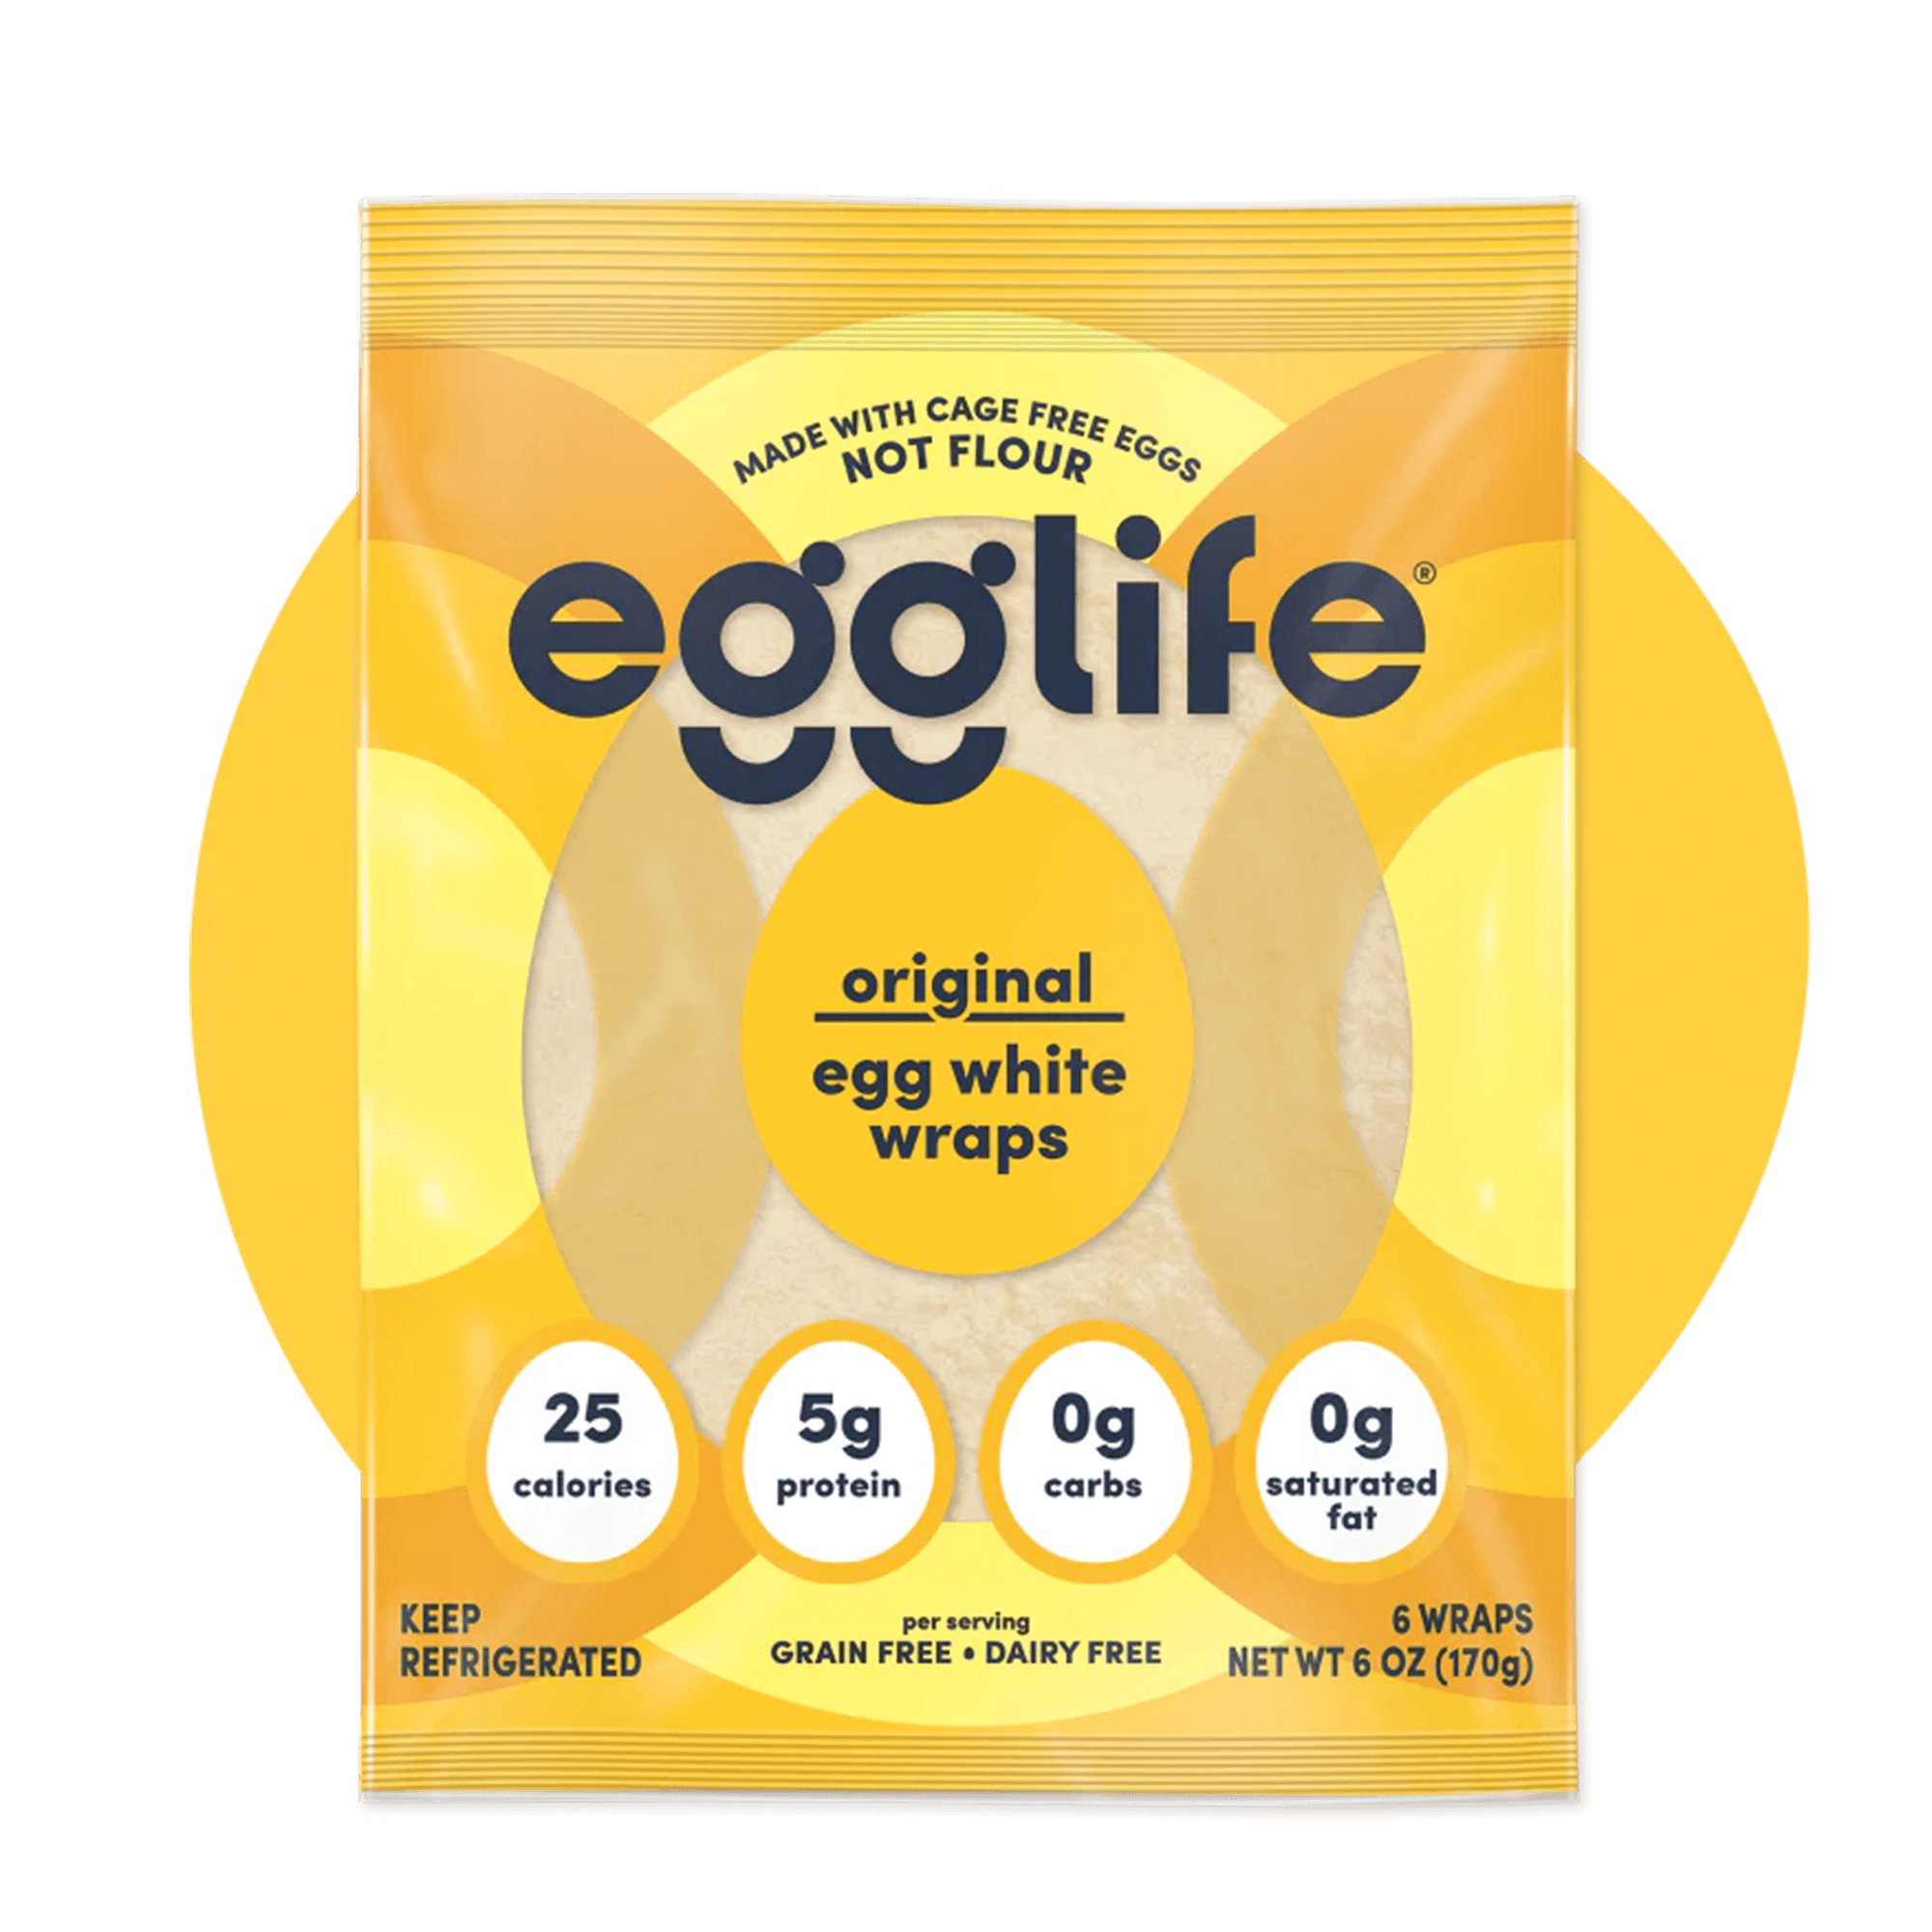 MADE WITH CAGE FREE EGGS
NOT FLOUR
egglife®
original
egg white
wraps
25
calories
5g
protein
0g
carbs
0g
saturated
fat
KEEP
REFRIGERATED
per serving
GRAIN FREE • DAIRY FREE
6 WRAPS
NET WT 6 OZ (170g)